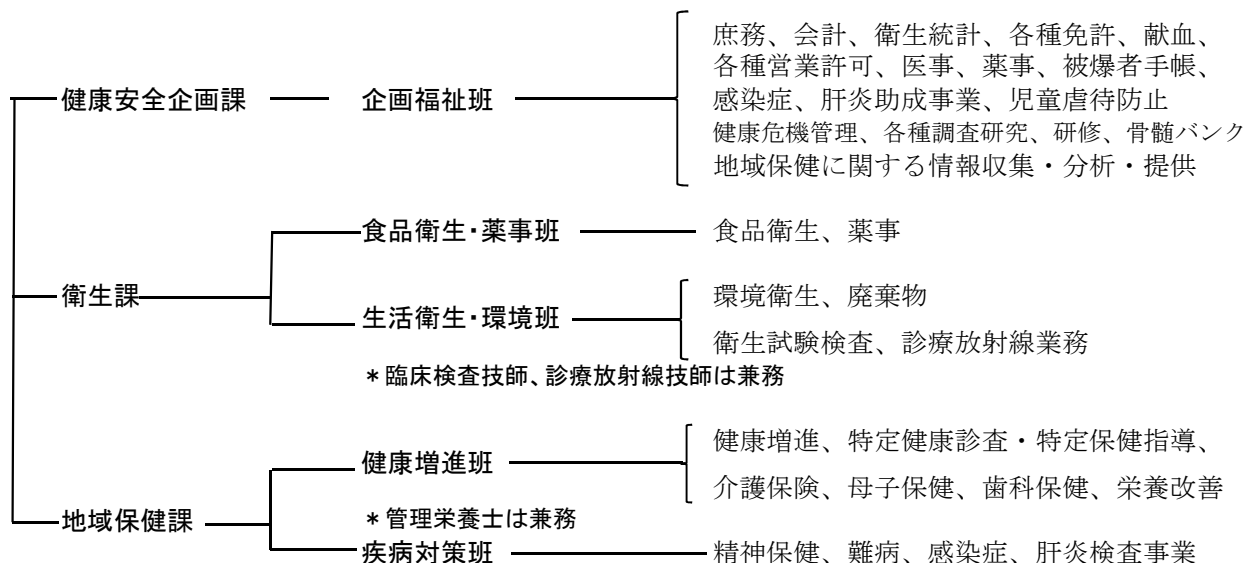 庶務、会計、衛生統計、各種免許、献血、
各種営業許可、医事、薬事、被爆者手帳、
健康安全企画課 企画福祉班 感染症、肝炎助成事業、児童虐待防止
健康危機管理、各種調査研究、研修、骨髄バンク
地域保健に関する情報収集・分析・提供
食品衛生・薬事班 食品衛生、薬事
衛生課 環境衛生、廃棄物
生活衛生・環境班
衛生試験検査、診療放射線業務
＊臨床検査技師、診療放射線技師は兼務
健康増進、特定健康診査・特定保健指導、
健康増進班
介護保険、母子保健、歯科保健、栄養改善
地域保健課 ＊管理栄養士は兼務
疾病対策班 精神保健、難病、感染症、肝炎検査事業